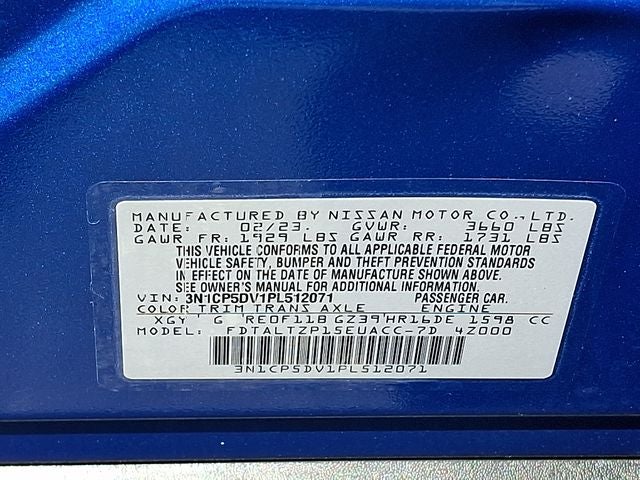 MANUFACTURED BY NISSAN MOTOR CO., LTD.
DATE: 02/23. GVWR: 3660 LBS
GAWR FR: 1929 LBS GAWR RR: 1731 LBS
THIS VEHICLE CONFORMS TO ALL APPLICABLE FEDERAL MOTOR
VEHICLE SAFETY, BUMPER AND THEFT PREVENTION STANDARDS
IN EFFECT ON THE DATE OF MANUFACTURE SHOWN ABOVE.
SEE OWNER'S MANUAL FOR ADDITIONAL INFORMATION.
VIN: 3N1CP5DV1PL512071 PASSENGER CAR.
COLOR TRIM TRANS AXLE ENGINE
XGY G RE0F11B GZ39 HR16DE 1598 CC
MODEL: FDTALTZP15EUACC-7D 4Z000
3N1CP5DV1PL512071